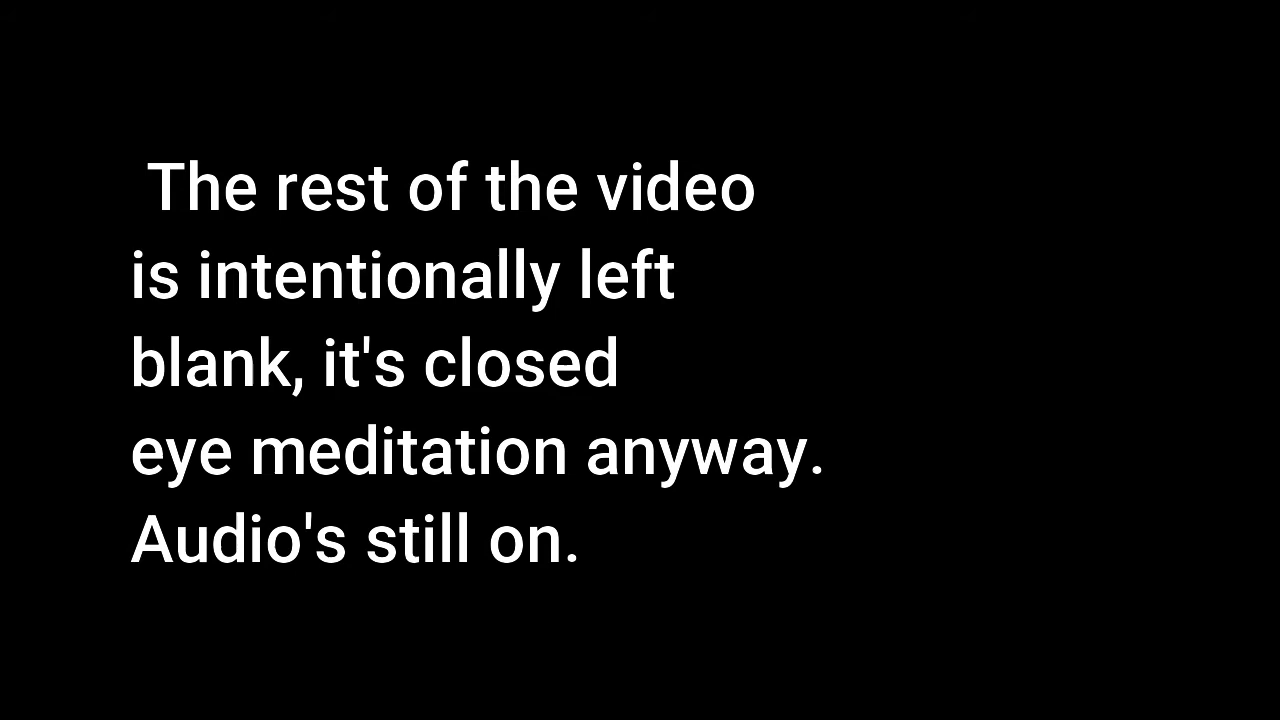 The rest of the video
is intentionally left
blank, it's closed
eye meditation anyway.
Audio's still on.